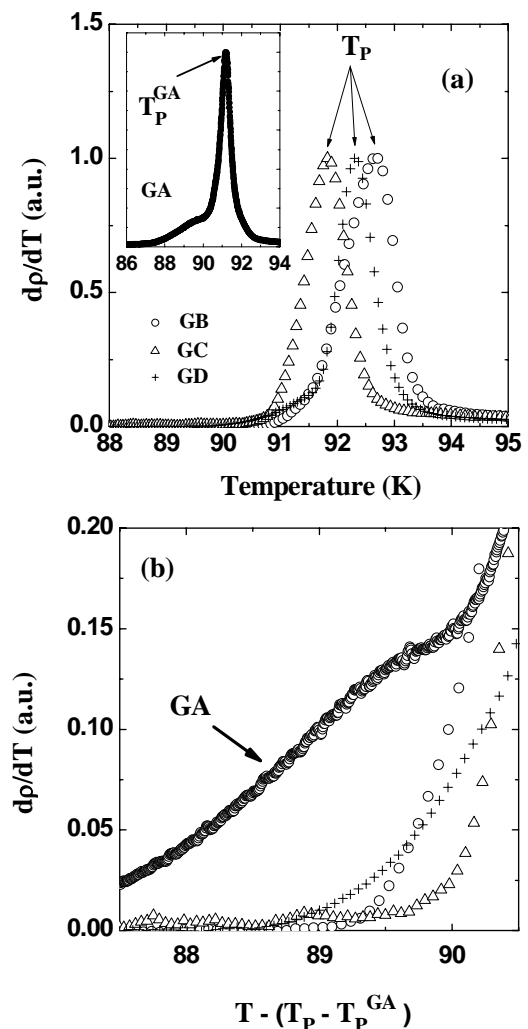 1.5
T_P
(a)
T_P^GA
GA
86 88 90 92 94
1.0
0.5
0.0
dρ/dT (a.u.)
GB
GC
GD
88 89 90 91 92 93 94 95
Temperature (K)
0.20
(b)
0.15
GA
0.10
0.05
0.00
dρ/dT (a.u.)
88 89 90
T - (T_P - T_P^GA)